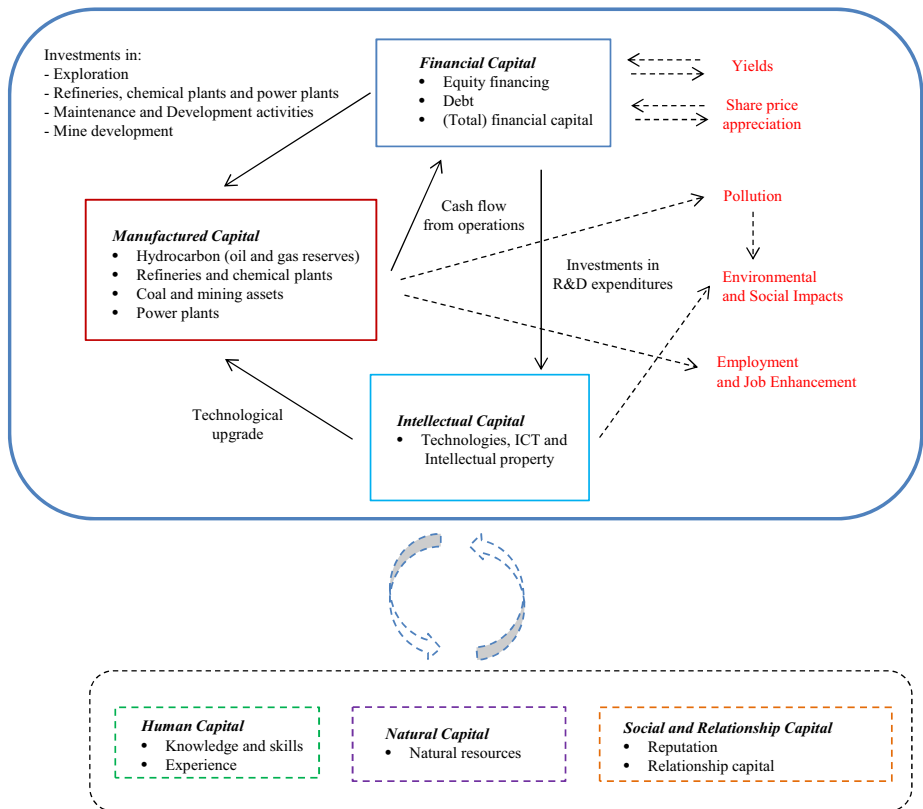 Investments in:
- Exploration
- Refineries, chemical plants and power plants
- Maintenance and Development activities
- Mine development
Financial Capital
• Equity financing
• Debt
• (Total) financial capital
Yields
Share price
appreciation
Cash flow
from operations
Pollution
Manufactured Capital
• Hydrocarbon (oil and gas reserves)
• Refineries and chemical plants
• Coal and mining assets
• Power plants
Investments in
R&D expenditures
Environmental
and Social Impacts
Employment
and Job Enhancement
Technological
upgrade
Intellectual Capital
• Technologies, ICT and
Intellectual property
Human Capital
• Knowledge and skills
• Experience
Natural Capital
• Natural resources
Social and Relationship Capital
• Reputation
• Relationship capital